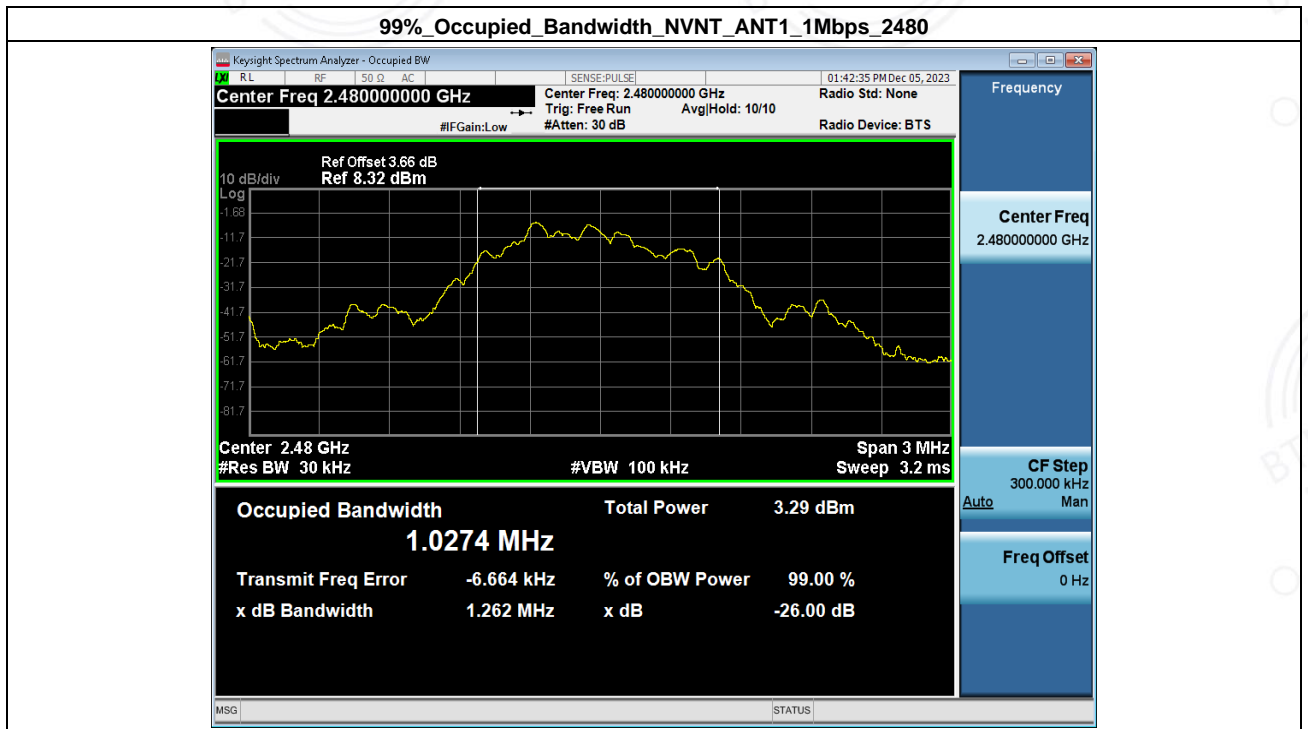 99%_Occupied_Bandwidth_NVNT_ANT1_1Mbps_2480
Keysight Spectrum Analyzer - Occupied BW
LXI RL RF 50 Ω AC SENSE:PULSE 01:42:35 PM Dec 05, 2023
Center Freq 2.480000000 GHz Center Freq: 2.480000000 GHz Radio Std: None
Trig: Free Run Avg|Hold: 10/10
#IFGain:Low #Atten: 30 dB Radio Device: BTS
Frequency
Ref Offset 3.66 dB
10 dB/div Ref 8.32 dBm
Log
-1.68
-11.7
-21.7
-31.7
-41.7
-51.7
-61.7
-71.7
-81.7
Center 2.48 GHz Span 3 MHz
#Res BW 30 kHz #VBW 100 kHz Sweep 3.2 ms
Center Freq
2.480000000 GHz
CF Step
300.000 kHz
Auto Man
Freq Offset
0 Hz
Occupied Bandwidth Total Power 3.29 dBm
1.0274 MHz
Transmit Freq Error -6.664 kHz % of OBW Power 99.00 %
x dB Bandwidth 1.262 MHz x dB -26.00 dB
MSG STATUS